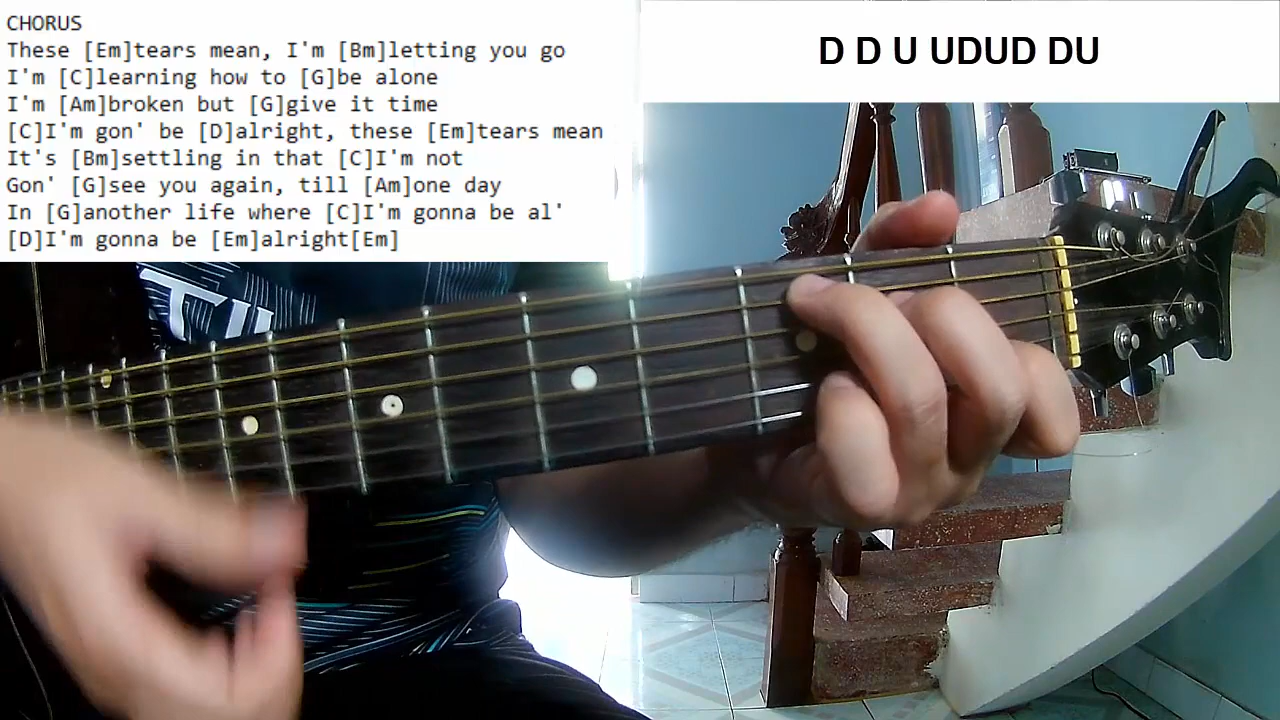 CHORUS
These [Em]tears mean, I'm [Bm]letting you go
I'm [C]learning how to [G]be alone
I'm [Am]broken but [G]give it time
[C]I'm gon' be [D]alright, these [Em]tears mean
It's [Bm]settling in that [C]I'm not
Gon' [G]see you again, till [Am]one day
In [G]another life where [C]I'm gonna be al'
[D]I'm gonna be [Em]alright[Em]
D D U UDUD DU